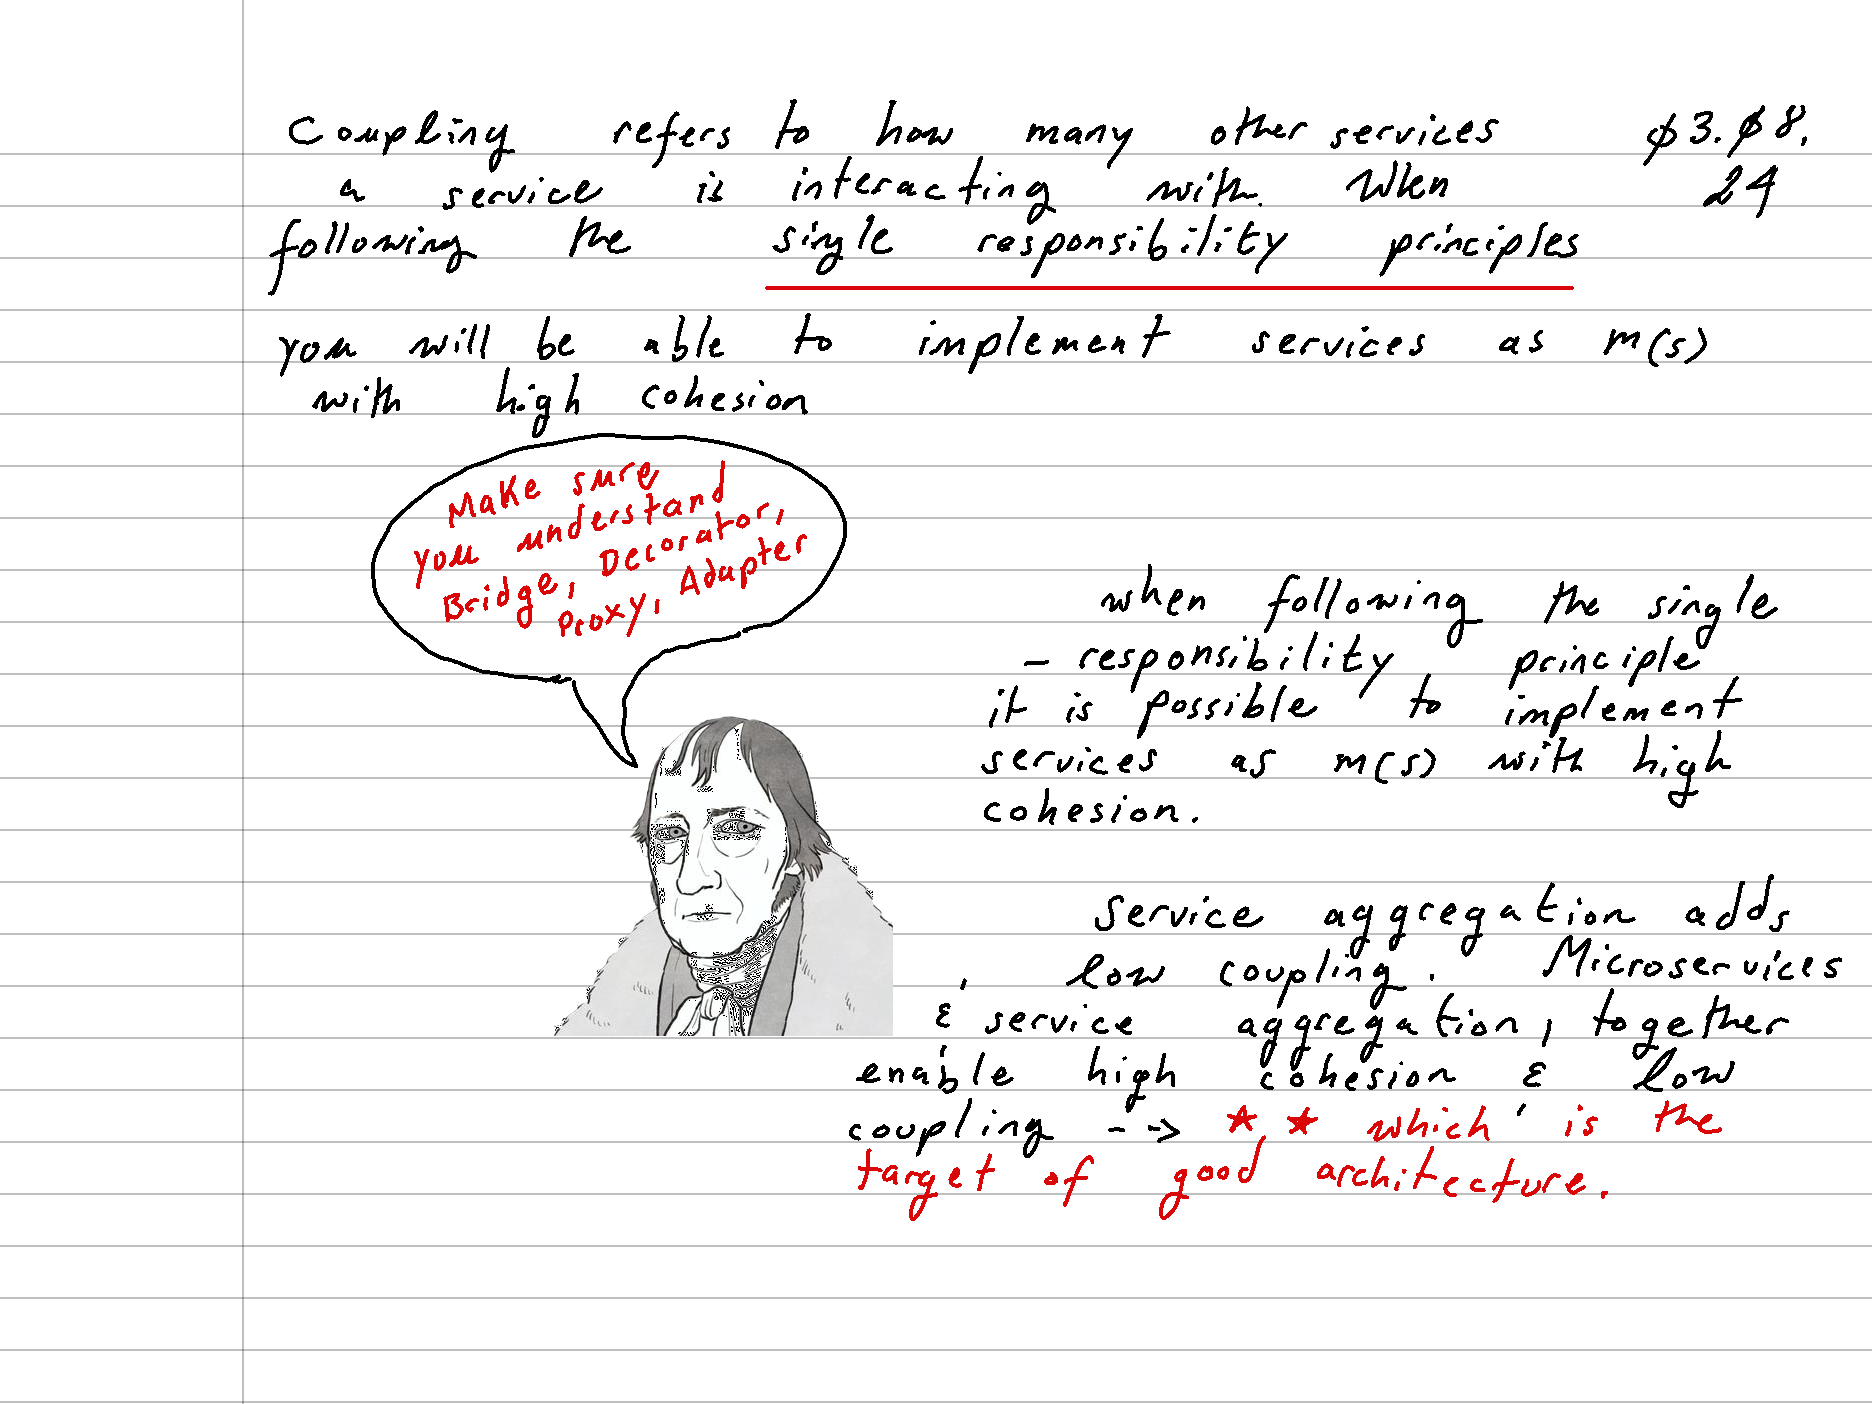 Coupling refers to how many other services ø3.ø8.
a service is interacting with. When 24
following the single responsibility principles
you will be able to implement services as m(s)
with high cohesion
Make sure
you understand
Bridge, Decorator,
Proxy, Adapter
when following the single
- responsibility principle
it is possible to implement
services as m(s) with high
cohesion.
Service aggregation adds
low coupling. Microservices
& service aggregation, together
enable high cohesion & low
coupling --> ★ ★ which is the
target of good architecture.